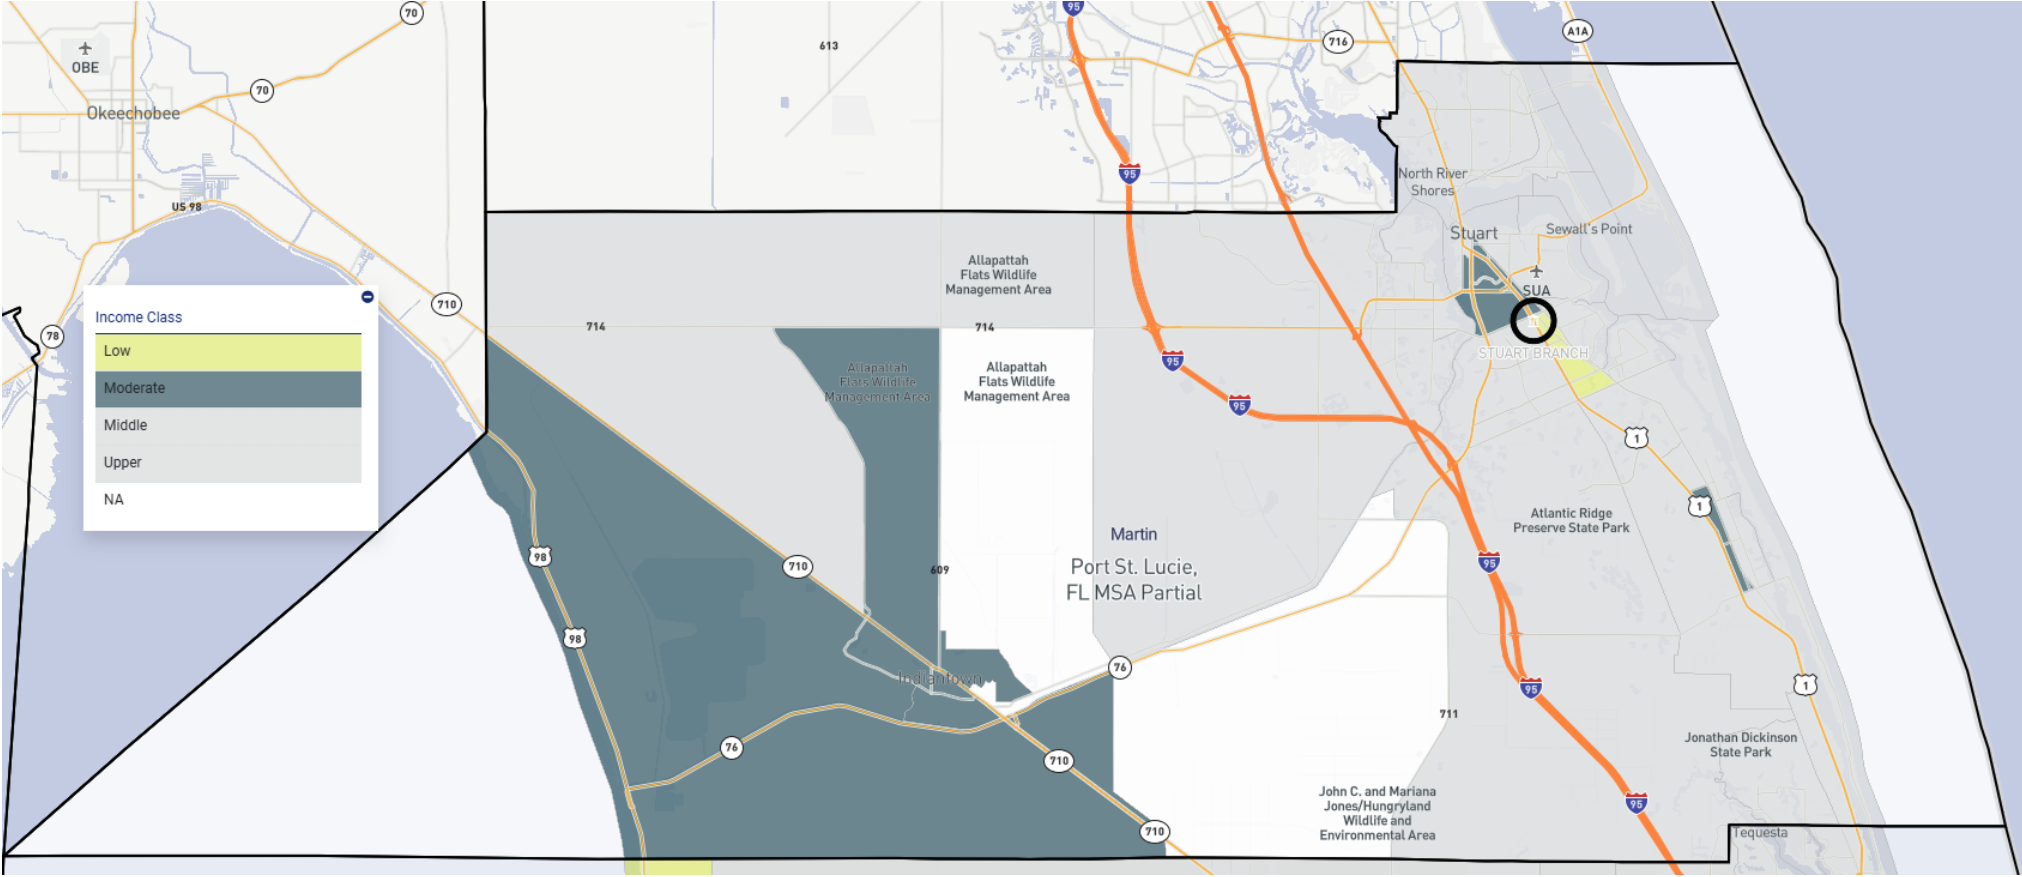 70
70
OBE
Okeechobee
US 98
78
710
Income Class
Low
Moderate
Middle
Upper
NA
613
95
716
A1A
95
North River
Shores
Stuart
Sewall's Point
SUA
STUART BRANCH
Allapattah
Flats Wildlife
Management Area
714
714
Allapattah
Flats Wildlife
Management Area
Allapattah
Flats Wildlife
Management Area
95
95
1
1
Atlantic Ridge
Preserve State Park
Martin
Port St. Lucie,
FL MSA Partial
98
710
609
95
98
Indiantown
76
95
1
711
76
710
Jonathan Dickinson
State Park
John C. and Mariana
Jones/Hungryland
Wildlife and
Environmental Area
95
710
Tequesta